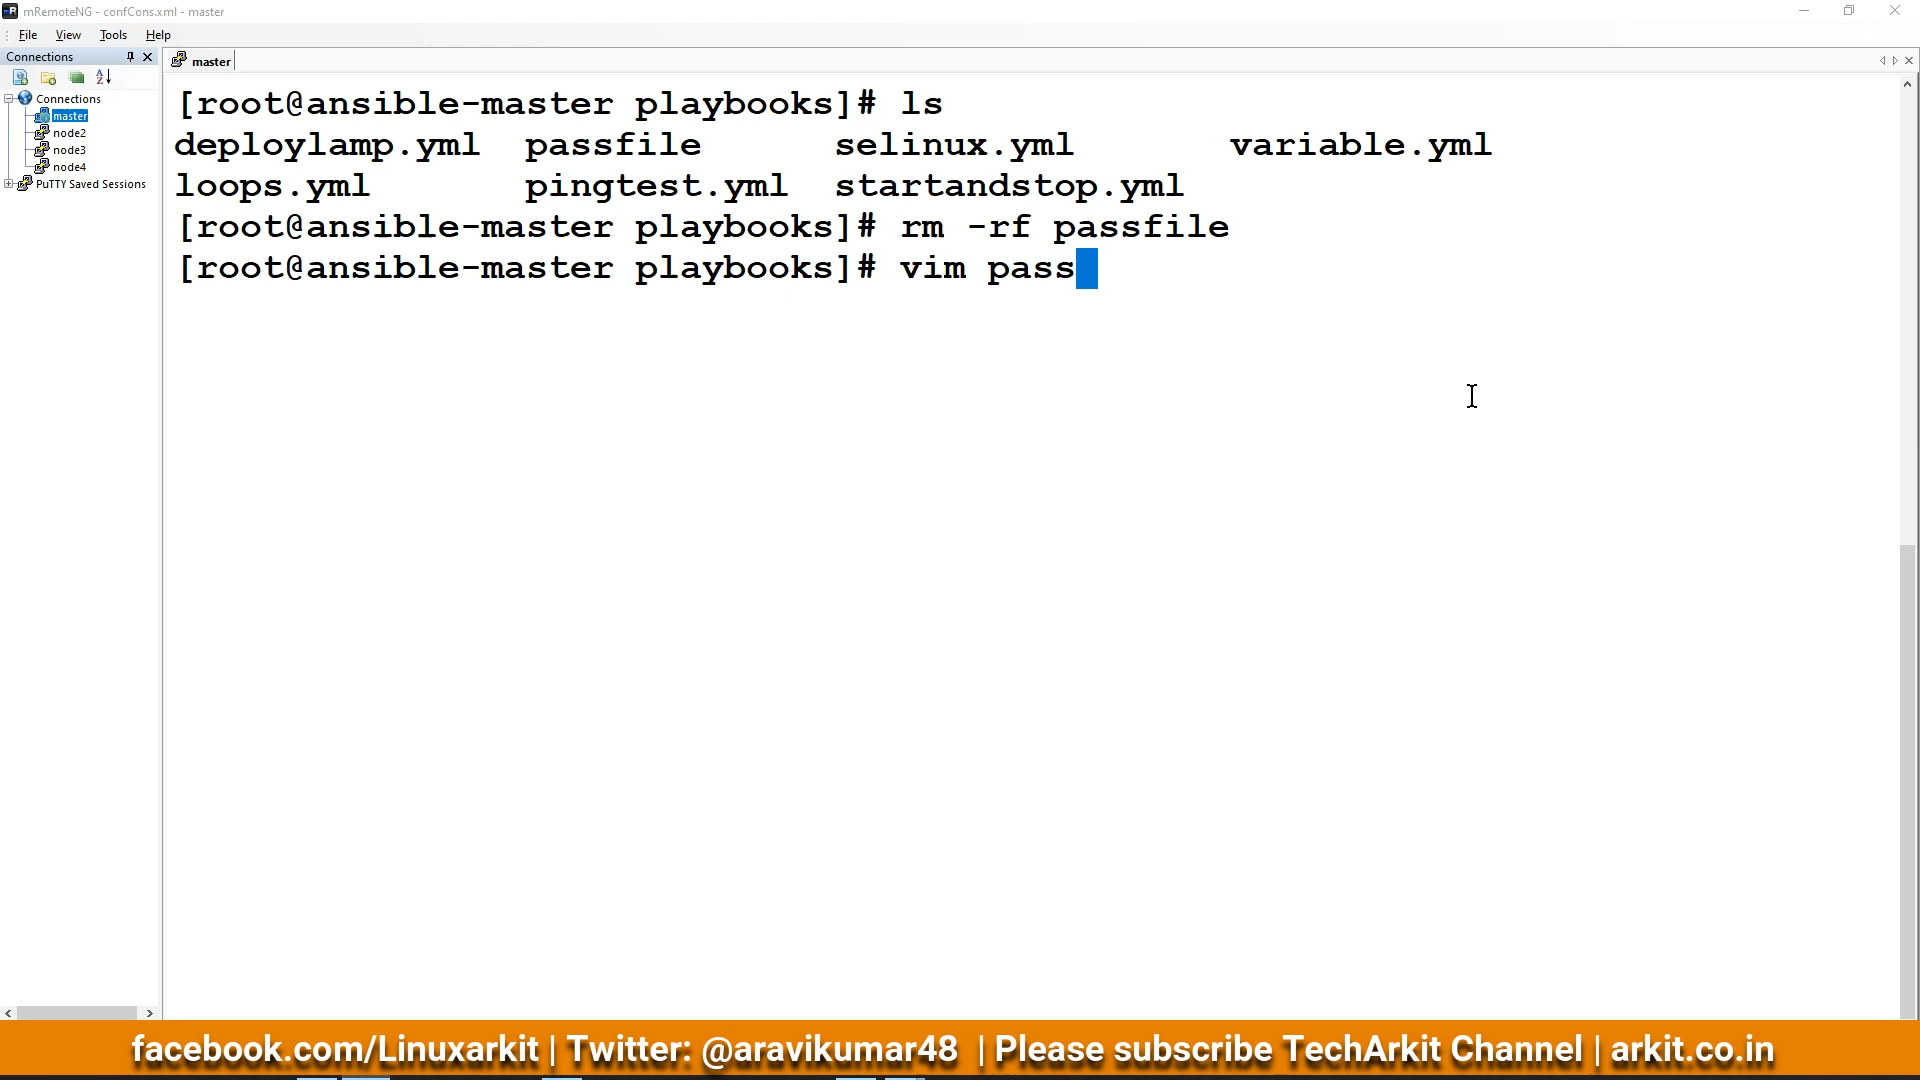 mRemoteNG - confCons.xml - master
File View Tools Help
Connections
master
Connections
master
node2
node3
node4
PuTTY Saved Sessions
[root@ansible-master playbooks]# ls
deploylamp.yml passfile selinux.yml variable.yml
loops.yml pingtest.yml startandstop.yml
[root@ansible-master playbooks]# rm -rf passfile
[root@ansible-master playbooks]# vim pass
facebook.com/Linuxarkit | Twitter: @aravikumar48 | Please subscribe TechArkit Channel | arkit.co.in